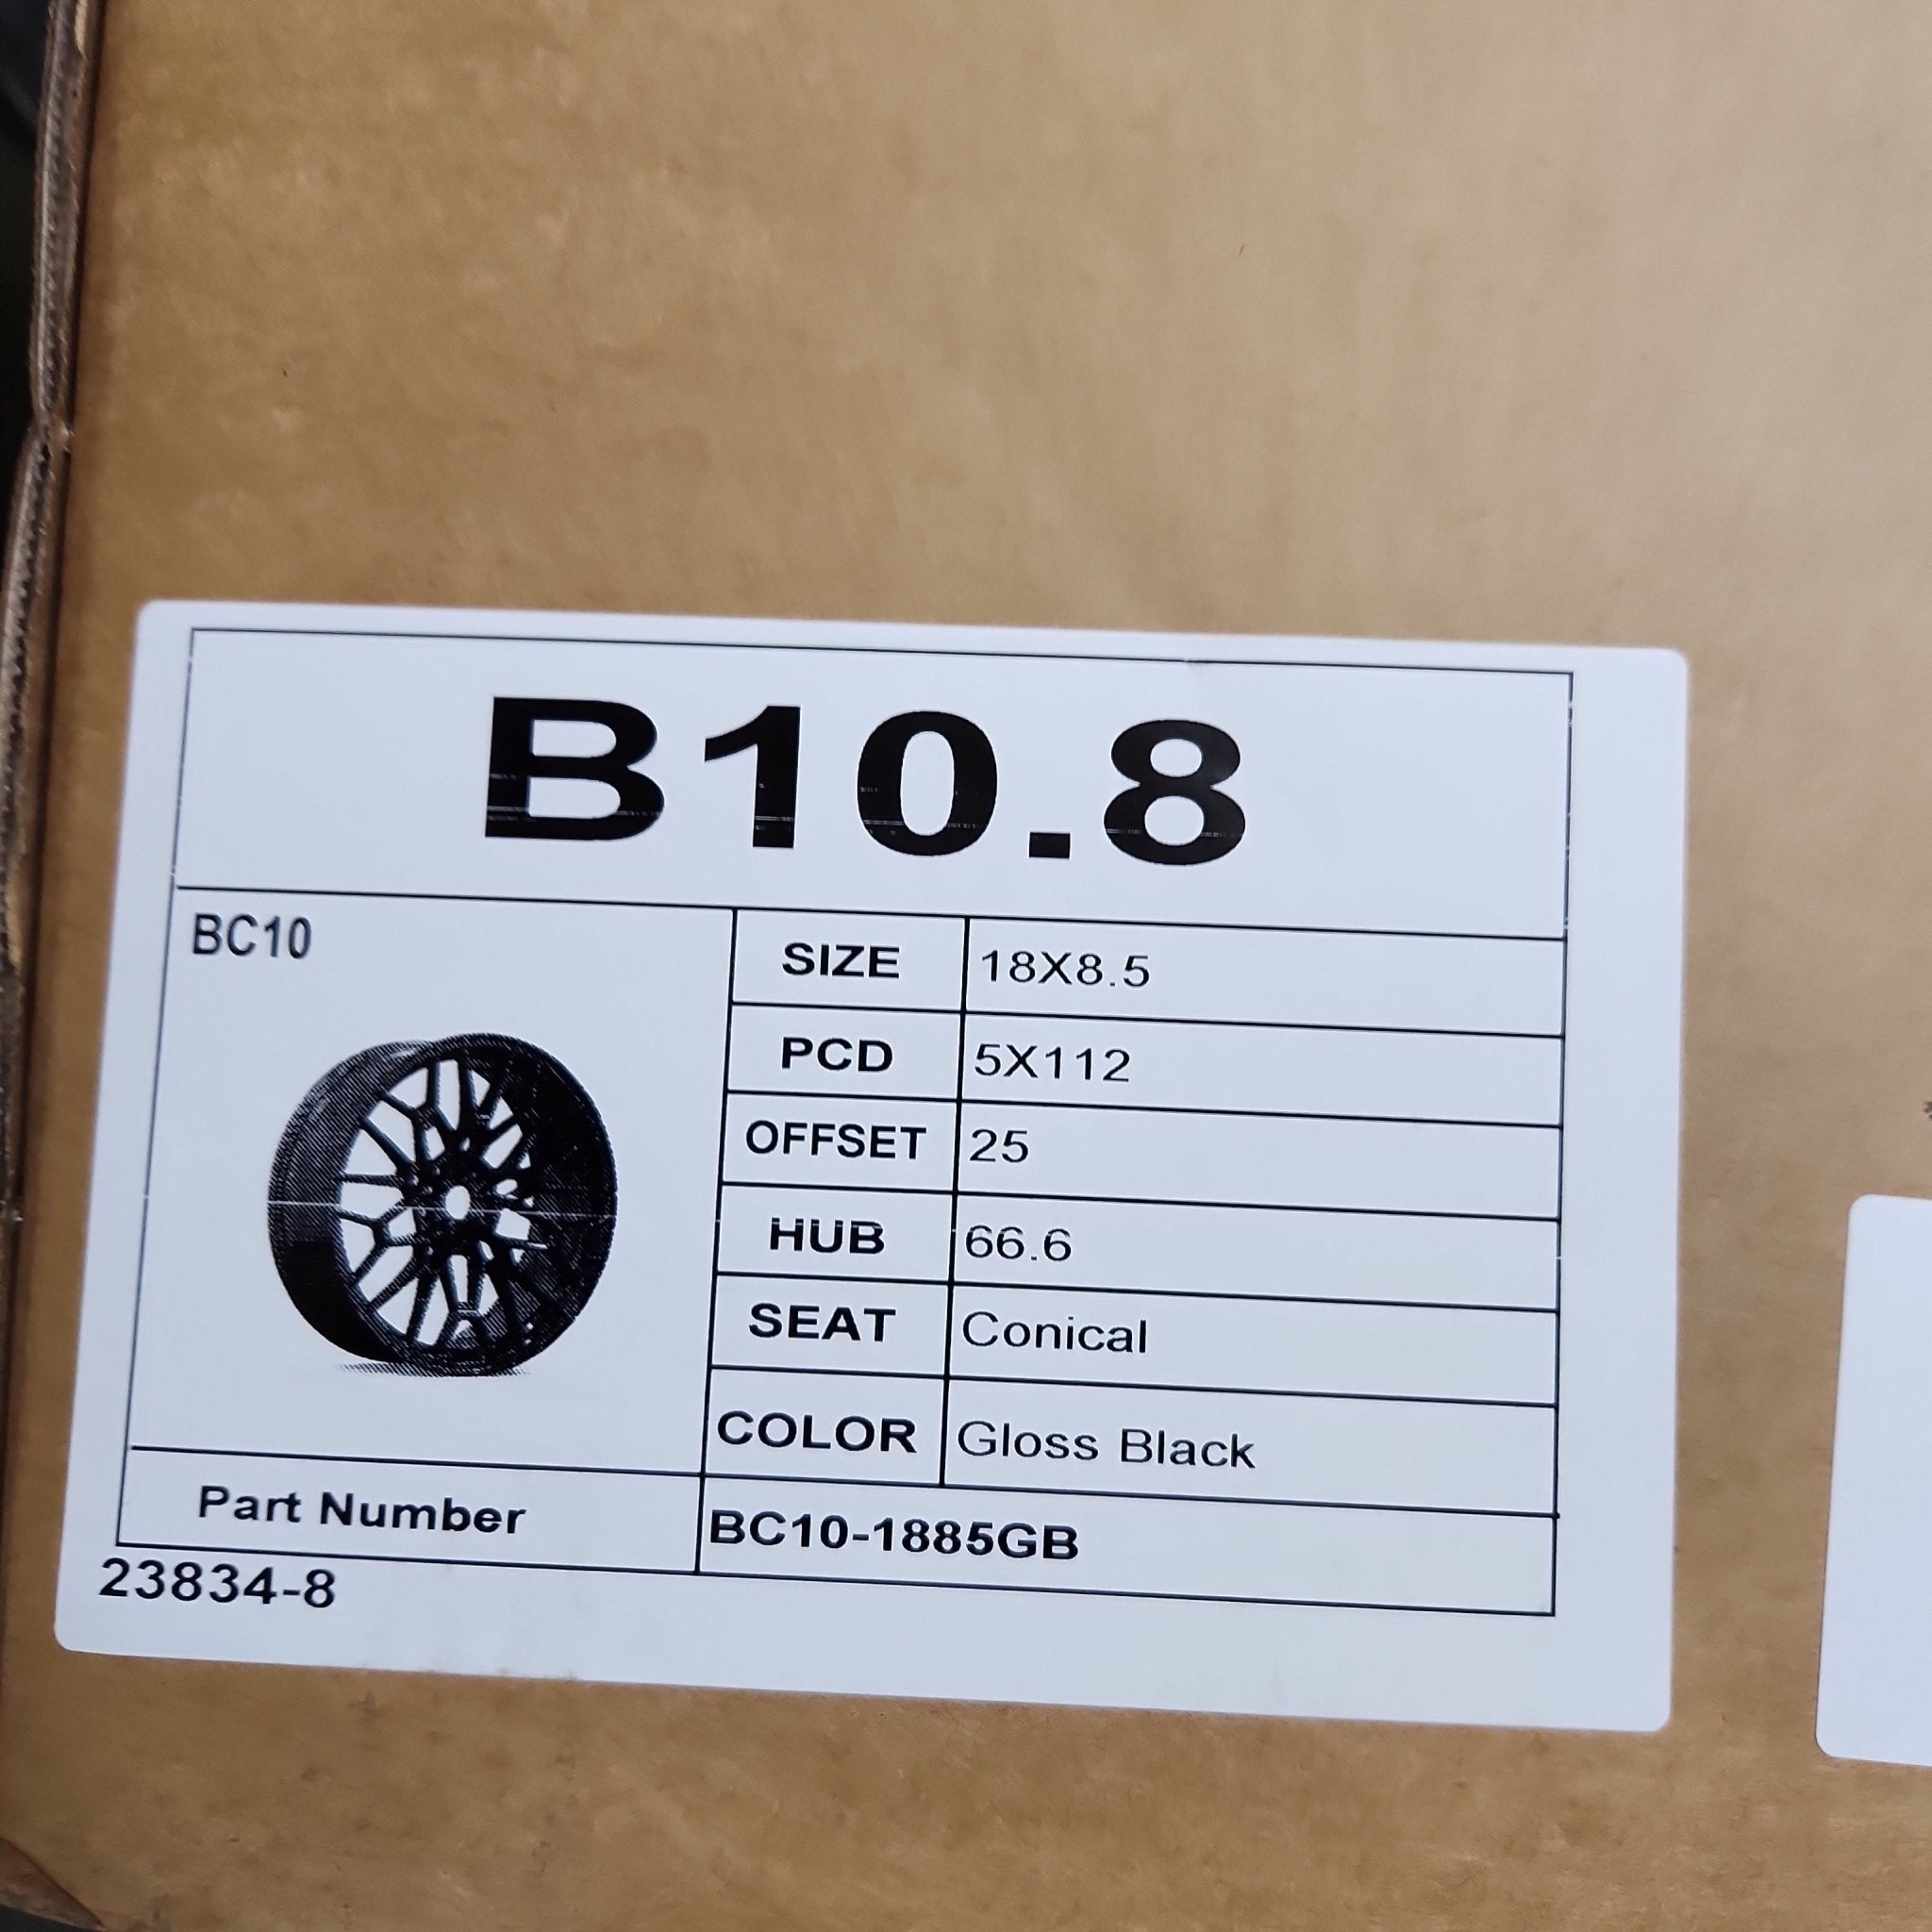 B10.8
BC10
SIZE 18X8.5
PCD 5X112
OFFSET 25
HUB 66.6
SEAT Conical
COLOR Gloss Black
Part Number BC10-1885GB
23834-8